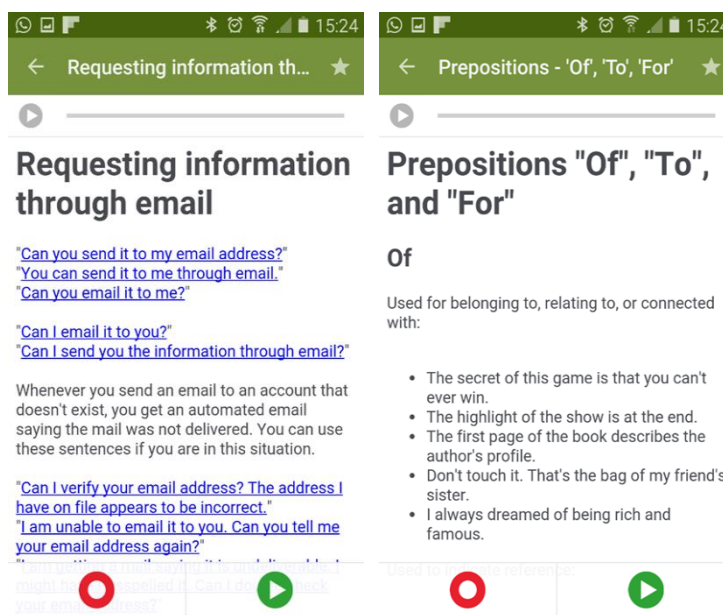 15:24
Requesting information th...
Requesting information
through email
"Can you send it to my email address?"
"You can send it to me through email."
"Can you email it to me?"
"Can I email it to you?"
"Can I send you the information through email?"
Whenever you send an email to an account that
doesn't exist, you get an automated email
saying the mail was not delivered. You can use
these sentences if you are in this situation.
"Can I verify your email address? The address I
have on file appears to be incorrect."
"I am unable to email it to you. Can you tell me
your email address again?"
15:24
Prepositions - 'Of', 'To', 'For'
Prepositions "Of", "To",
and "For"
Of
Used for belonging to, relating to, or connected
with:
• The secret of this game is that you can't
ever win.
• The highlight of the show is at the end.
• The first page of the book describes the
author's profile.
• Don't touch it. That's the bag of my friend's
sister.
• I always dreamed of being rich and
famous.